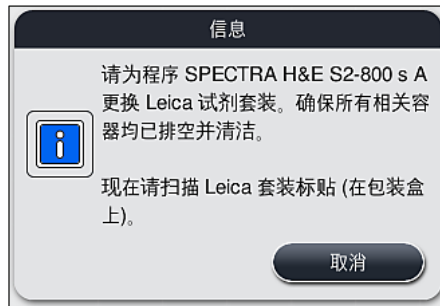 信息
请为程序 SPECTRA H&E S2-800 s A
更换 Leica 试剂套装。确保所有相关容
器均已排空并清洁。
现在请扫描 Leica 套装标贴 (在包装盒
上)。
取消